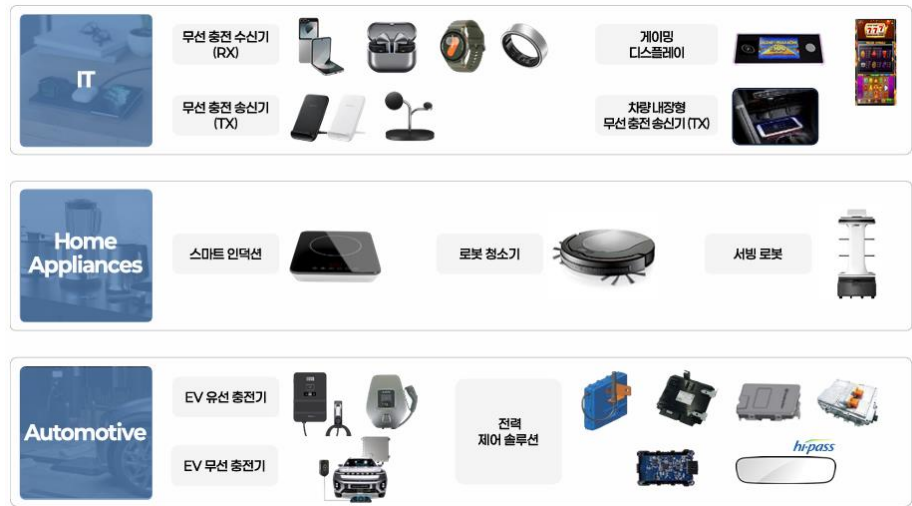 IT
무선 충전 수신기
(RX)
게이밍
디스플레이
무선 충전 송신기
(TX)
차량 내장형
무선 충전 송신기 (TX)
Home
Appliances
스마트 인덕션
로봇 청소기
서빙 로봇
Automotive
EV 유선 충전기
전력
제어 솔루션
EV 무선 충전기
hi-pass